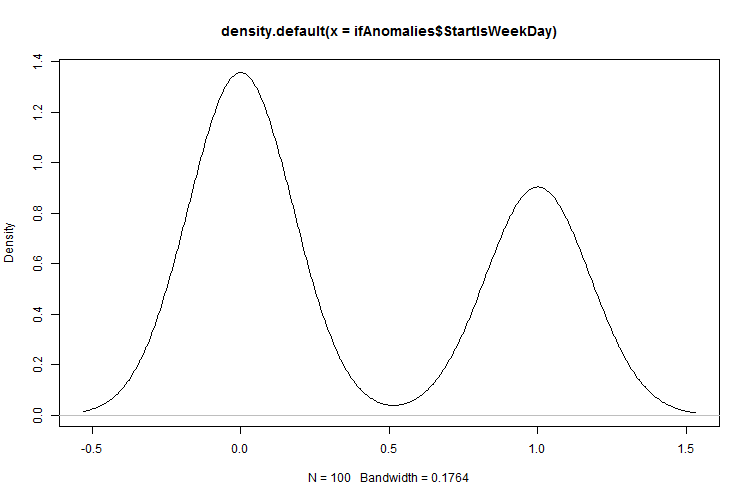 density.default(x = ifAnomalies$StartIsWeekDay)
1.4
1.2
1.0
0.8
0.6
0.4
0.2
0.0
Density
-0.5 0.0 0.5 1.0 1.5
N = 100 Bandwidth = 0.1764